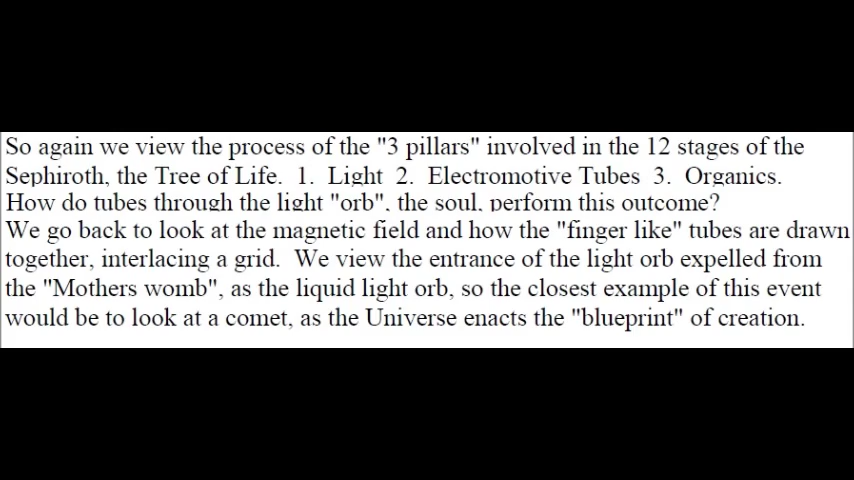 So again we view the process of the "3 pillars" involved in the 12 stages of the
Sephiroth, the Tree of Life.  1.  Light  2.  Electromotive Tubes  3.  Organics.
How do tubes through the light "orb", the soul, perform this outcome?
We go back to look at the magnetic field and how the "finger like" tubes are drawn
together, interlacing a grid.  We view the entrance of the light orb expelled from
the "Mothers womb", as the liquid light orb, so the closest example of this event
would be to look at a comet, as the Universe enacts the "blueprint" of creation.